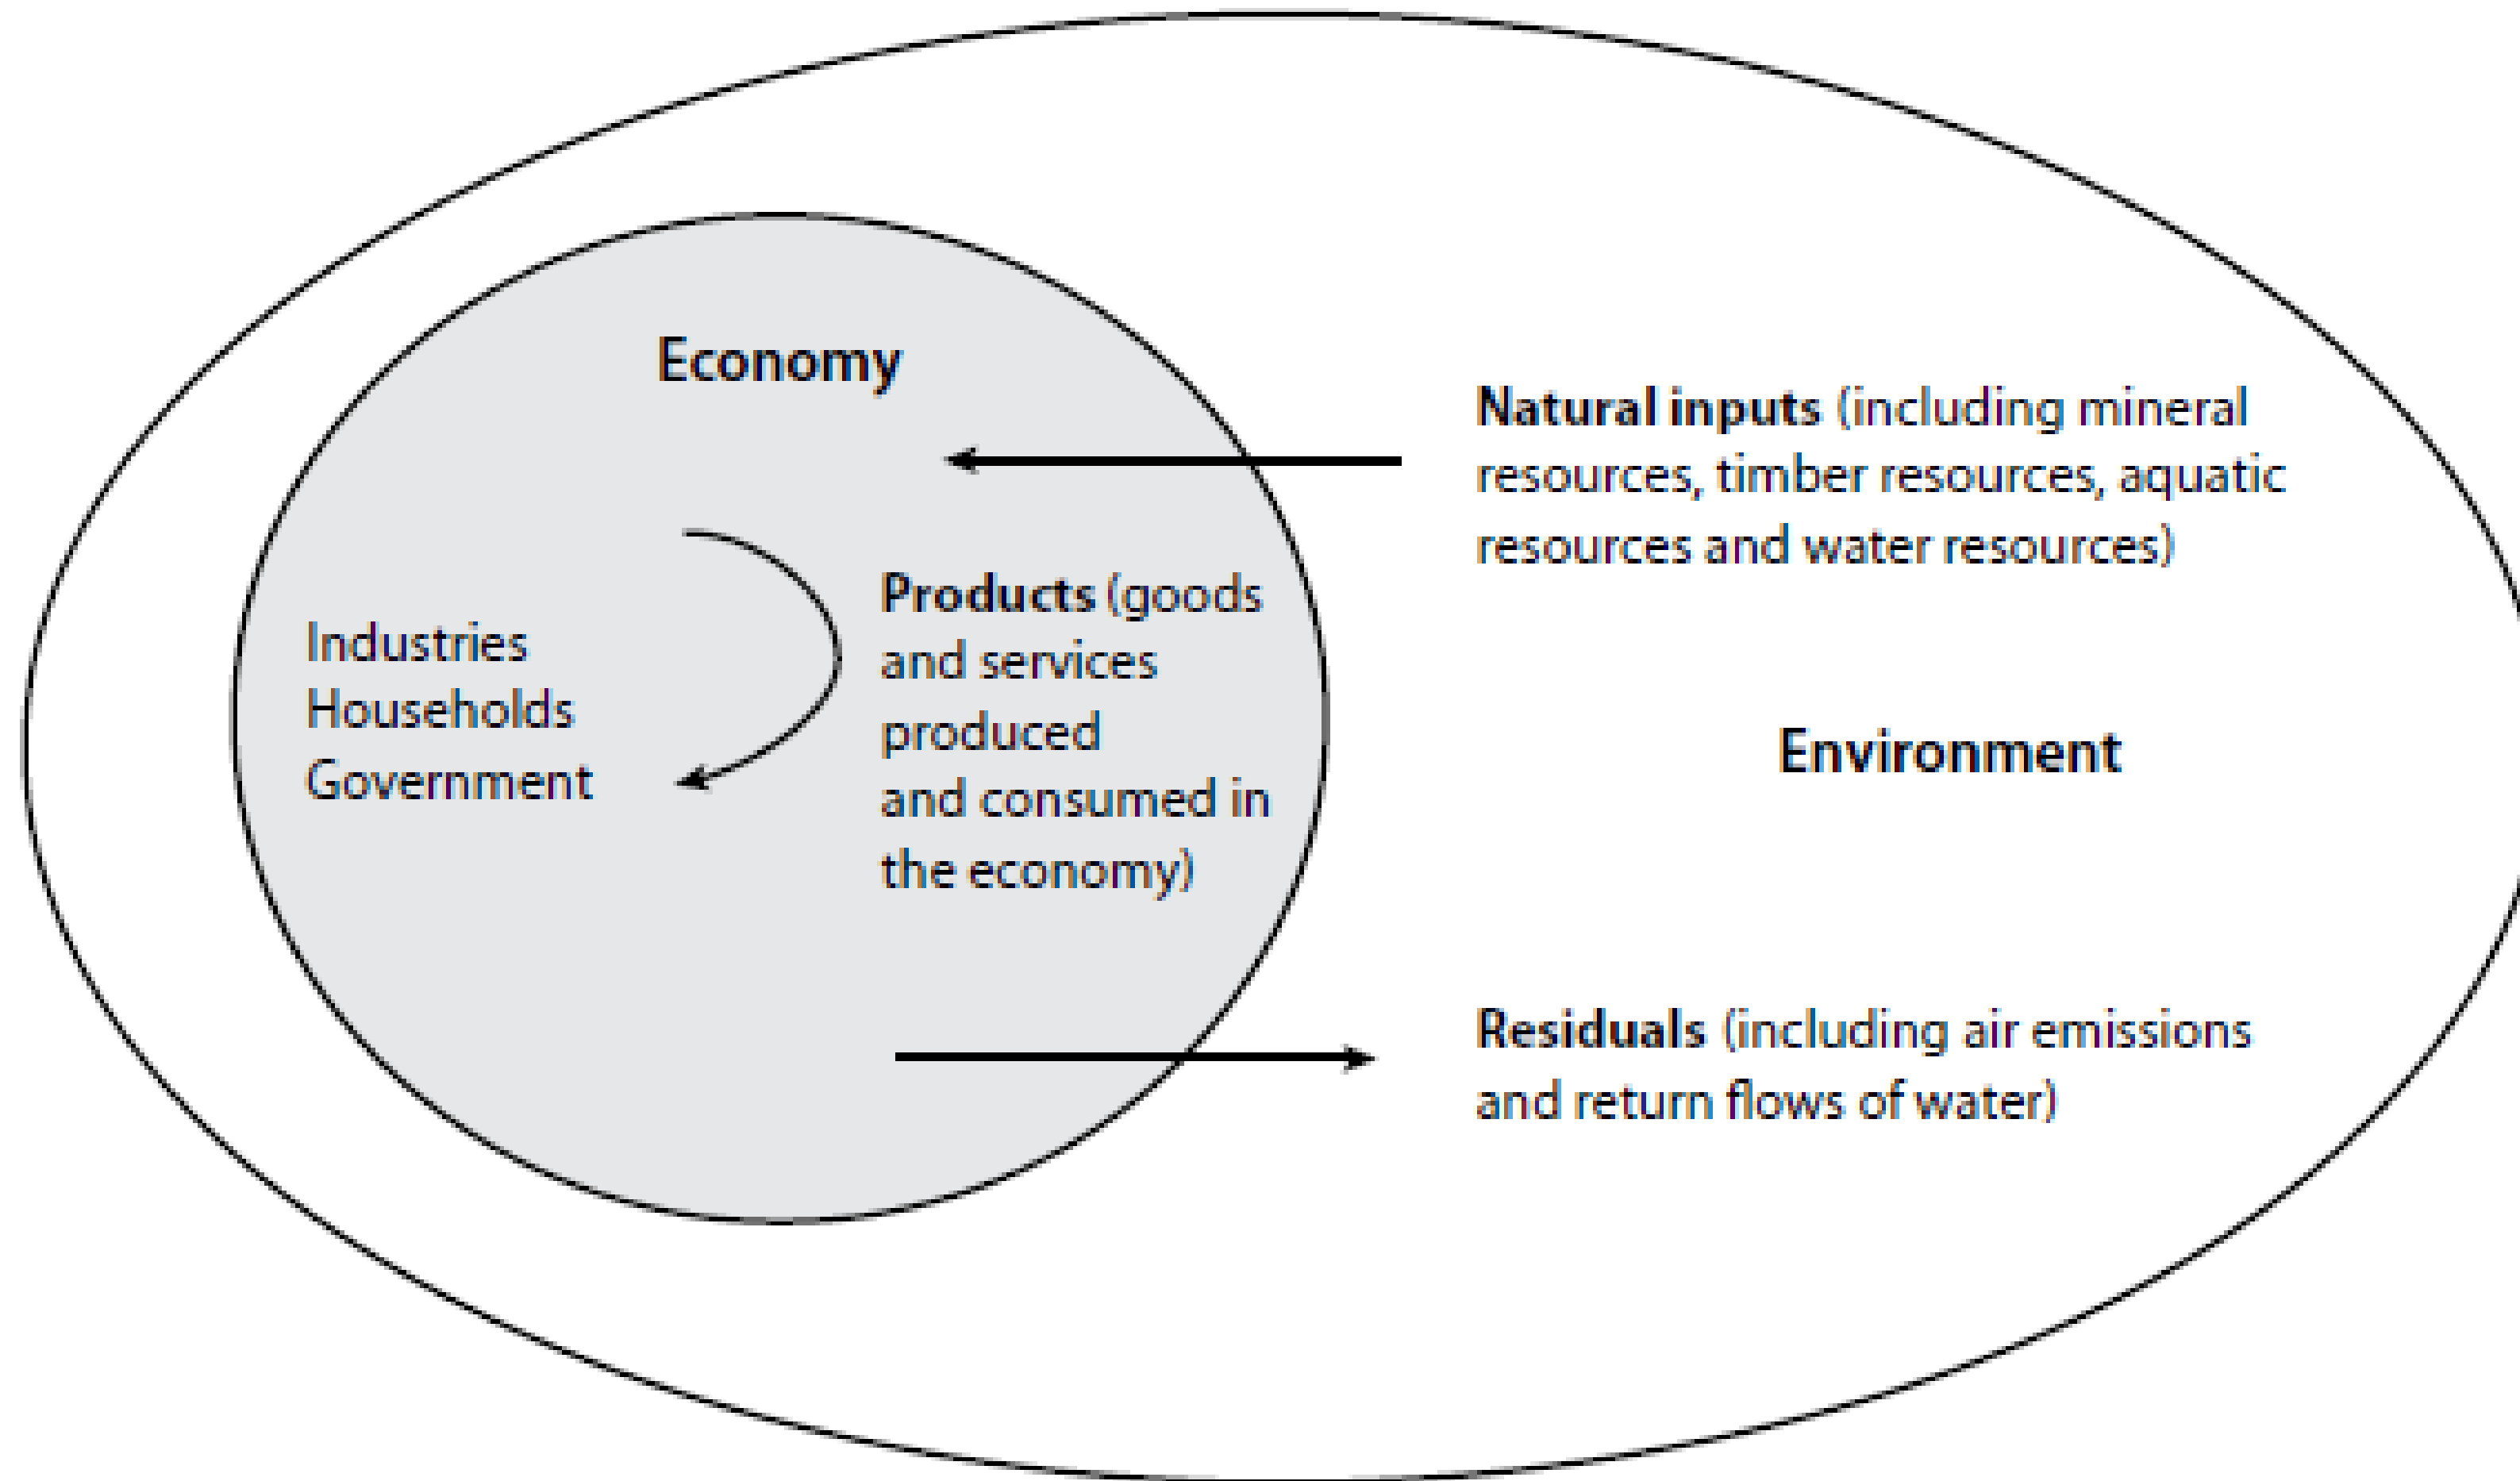 Economy
Natural inputs (including mineral
resources, timber resources, aquatic
resources and water resources)
Industries
Households
Government
Products (goods
and services
produced
and consumed in
the economy)
Environment
Residuals (including air emissions
and return flows of water)